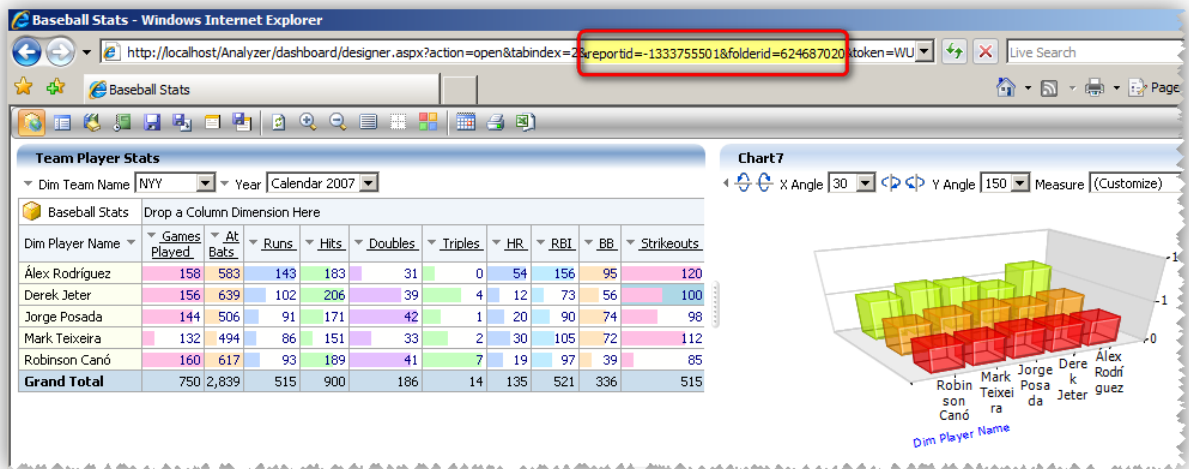 Baseball Stats - Windows Internet Explorer
http://localhost/Analyzer/dashboard/designer.aspx?action=open&tabindex=2&reportid=-1333755501&folderid=624687020&token=WU
Live Search
Baseball Stats
Page
Team Player Stats
Dim Team Name NYY Year Calendar 2007
Baseball Stats Drop a Column Dimension Here
Dim Player Name Games Played At Bats Runs Hits Doubles Triples HR RBI BB Strikeouts
Álex Rodríguez 158 583 143 183 31 0 54 156 95 120
Derek Jeter 156 639 102 206 39 4 12 73 56 100
Jorge Posada 144 506 91 171 42 1 20 90 74 98
Mark Teixeira 132 494 86 151 33 2 30 105 72 112
Robinson Canó 160 617 93 189 41 7 19 97 39 85
Grand Total 750 2,839 515 900 186 14 135 521 336 515
Chart7
X Angle 30 Y Angle 150 Measure (Customize)
-1
-1
-0
Robin
son
Canó
Mark
Teixei
ra
Jorge
Posa
da
Dere
k
Jeter
Álex
Rodrí
guez
Dim Player Name